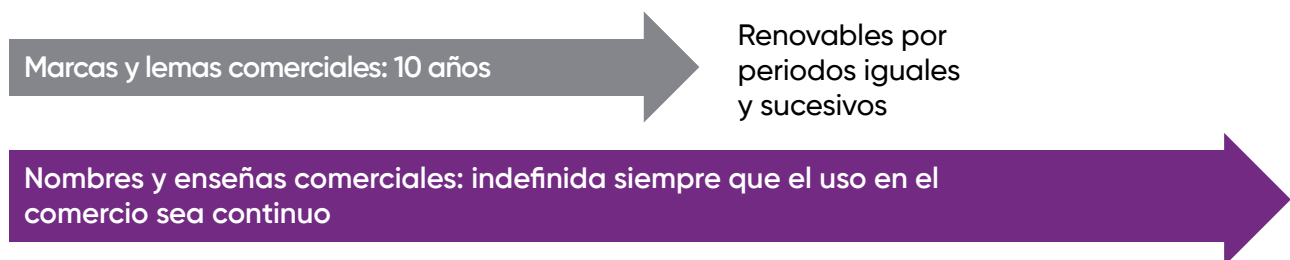 Marcas y lemas comerciales: 10 años
Renovables por
periodos iguales
y sucesivos
Nombres y enseñas comerciales: indefinida siempre que el uso en el
comercio sea continuo